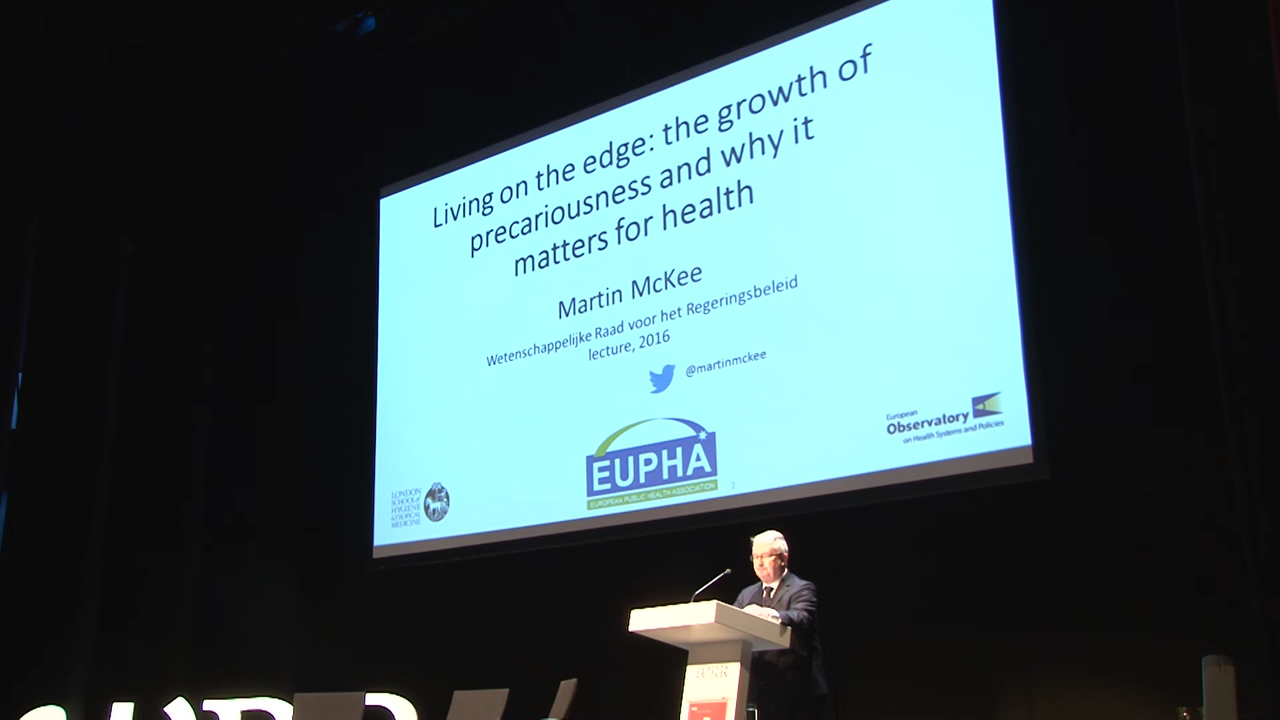 Living on the edge: the growth of
precariousness and why it
matters for health
Martin McKee
Wetenschappelijke Raad voor het Regeringsbeleid
lecture, 2016
@martinmckee
European
Observatory
on Health Systems and Policies
EUPHA
EUROPEAN PUBLIC HEALTH ASSOCIATION
2
LONDON
SCHOOL of
HYGIENE
& TROPICAL
MEDICINE